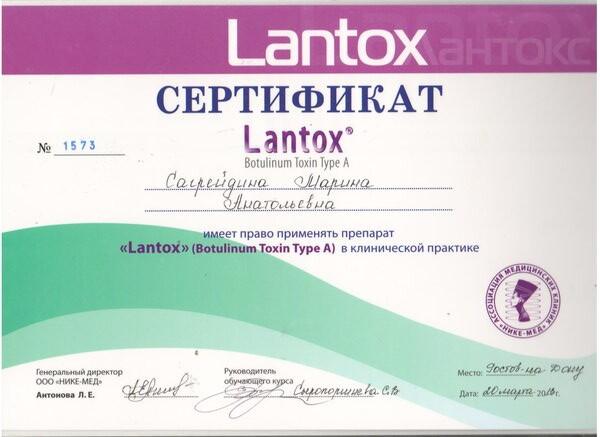 Lantox
Лантокс
СЕРТИФИКАТ
Lantox®
Botulinum Toxin Type A
№ 1573
Марина
Анатольевна
имеет право применять препарат
«Lantox» (Botulinum Toxin Type A) в клинической практике
АССОЦИАЦИЯ МЕДИЦИНСКИХ КЛИНИК
«НИКЕ-МЕД»
Генеральный директор
ООО «НИКЕ-МЕД»
Антонова Л. Е.
Руководитель
обучающего курса
Место: Ростов-на-Дону
Дата: 20 марта 2010г.